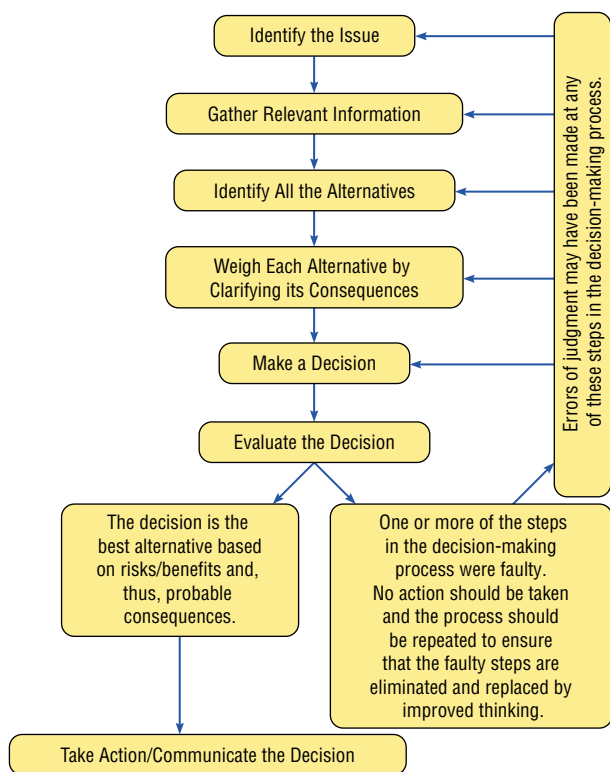 Identify the Issue
Gather Relevant Information
Identify All the Alternatives
Weigh Each Alternative by
Clarifying its Consequences
Make a Decision
Evaluate the Decision
The decision is the
best alternative based
on risks/benefits and,
thus, probable
consequences.
One or more of the steps
in the decision-making
process were faulty.
No action should be taken
and the process should
be repeated to ensure
that the faulty steps are
eliminated and replaced by
improved thinking.
Errors of judgment may have been made at any
of these steps in the decision-making process.
Take Action/Communicate the Decision